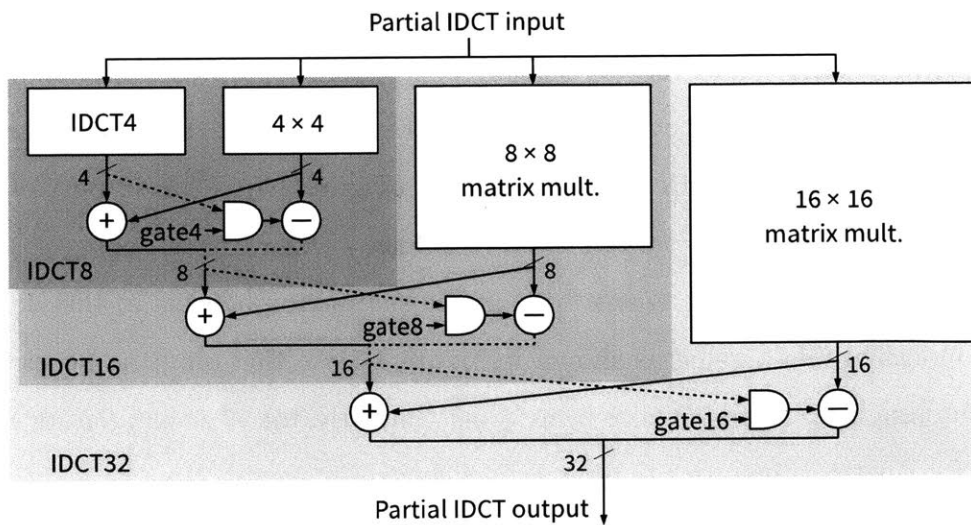 Partial IDCT input
IDCT4
4 × 4
8 × 8
matrix mult.
16 × 16
matrix mult.
4
4
+
−
gate4
IDCT8
8
8
+
−
gate8
IDCT16
16
16
+
−
gate16
IDCT32
32
Partial IDCT output